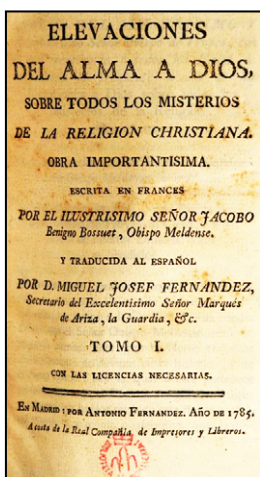 ELEVACIONES
DEL ALMA A DIOS,
SOBRE TODOS LOS MISTERIOS
DE LA RELIGION CHRISTIANA.
OBRA IMPORTANTISIMA.
ESCRITA EN FRANCES
POR EL ILUSTRISIMO SEÑOR JACOBO
Benigno Bossuet, Obispo Meldense.
Y TRADUCIDA AL ESPAÑOL
POR D. MIGUEL JOSEF FERNANDEZ,
Secretario del Excelentisimo Señor Marqués
de Ariza, la Guardia, &c.
TOMO I.
CON LAS LICENCIAS NECESARIAS.
EN MADRID: POR ANTONIO FERNANDEZ. AÑO DE 1785.
A costa de la Real Compañia, de Impresores y Libreros.